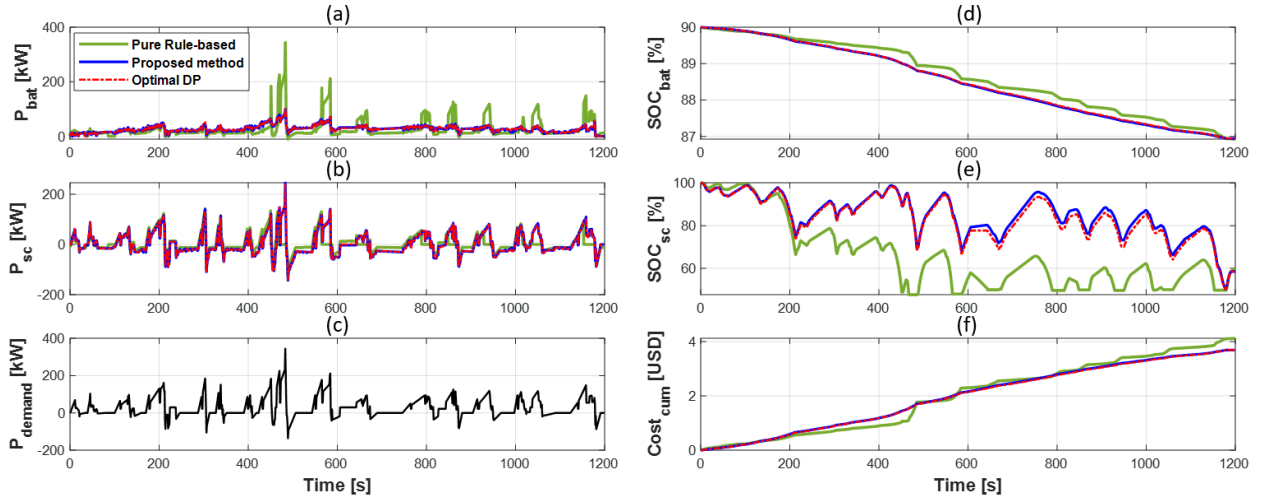 (a)
400
200
0
P_bat [kW]
Pure Rule-based
Proposed method
Optimal DP
0 200 400 600 800 1000 1200
(b)
200
0
-200
P_sc [kW]
0 200 400 600 800 1000 1200
(c)
400
200
0
-200
P_demand [kW]
0 200 400 600 800 1000 1200
Time [s]
(d)
90
89
88
87
SOC_bat [%]
0 200 400 600 800 1000 1200
(e)
100
80
60
SOC_sc [%]
0 200 400 600 800 1000 1200
(f)
4
2
0
Cost_cum [USD]
0 200 400 600 800 1000 1200
Time [s]